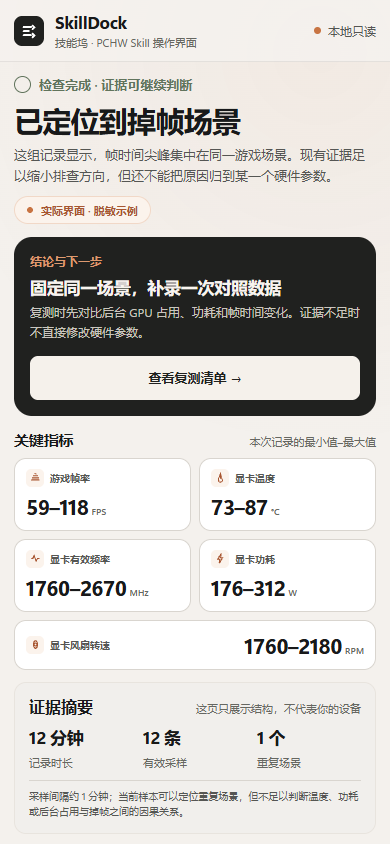 SkillDock
技能坞 · PCHW Skill 操作界面
本地只读
检查完成 · 证据可继续判断
已定位到掉帧场景
这组记录显示，帧时间尖峰集中在同一游戏场景。现有证据足
以缩小排查方向，但还不能把原因归到某一个硬件参数。
实际界面 · 脱敏示例
结论与下一步
固定同一场景，补录一次对照数据
复测时先对比后台 GPU 占用、功耗和帧时间变化。证据不足时
不直接修改硬件参数。
查看复测清单 →
关键指标
本次记录的最小值–最大值
游戏帧率
59–118 FPS
显卡温度
73–87 °C
显卡有效频率
1760–2670 MHz
显卡功耗
176–312 W
显卡风扇转速
1760–2180 RPM
证据摘要
这页只展示结构，不代表你的设备
12 分钟
记录时长
12 条
有效采样
1 个
重复场景
采样间隔约 1 分钟；当前样本可以定位重复场景，但不足以判断温度、功耗
或后台占用与掉帧之间的因果关系。